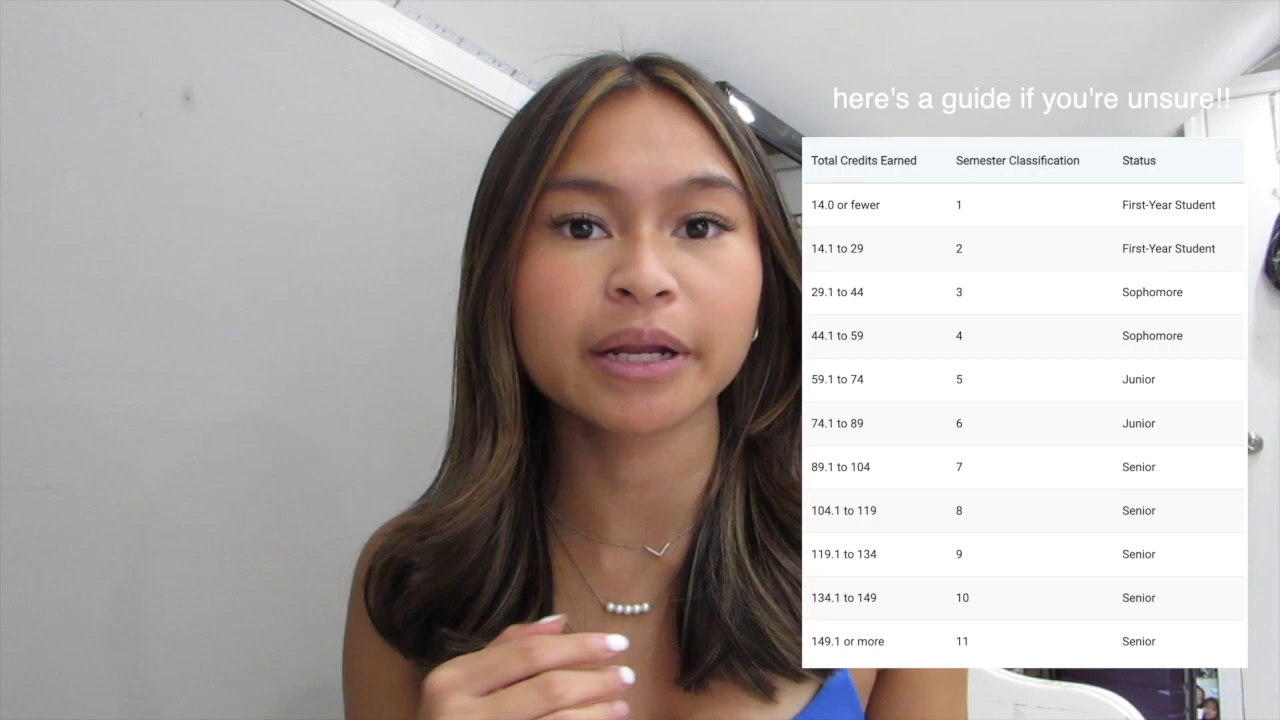 here's a guide if you're unsure!!
Total Credits Earned Semester Classification Status
14.0 or fewer 1 First-Year Student
14.1 to 29 2 First-Year Student
29.1 to 44 3 Sophomore
44.1 to 59 4 Sophomore
59.1 to 74 5 Junior
74.1 to 89 6 Junior
89.1 to 104 7 Senior
104.1 to 119 8 Senior
119.1 to 134 9 Senior
134.1 to 149 10 Senior
149.1 or more 11 Senior